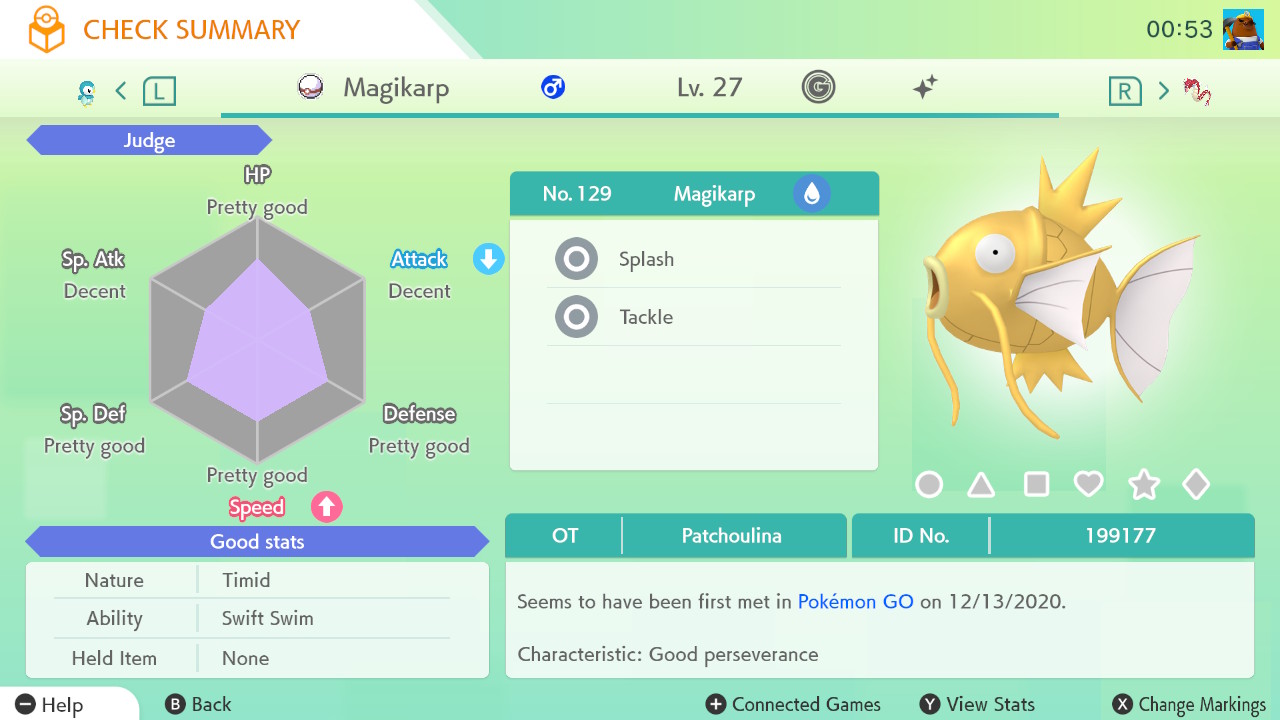 CHECK SUMMARY
00:53
L
Magikarp
Lv. 27
G
R
Judge
HP
Pretty good
Sp. Atk
Decent
Attack
Decent
Sp. Def
Pretty good
Defense
Pretty good
Pretty good
Speed
Good stats
Nature Timid
Ability Swift Swim
Held Item None
No. 129 Magikarp
Splash
Tackle
OT Patchoulina
ID No. 199177
Seems to have been first met in Pokémon GO on 12/13/2020.
Characteristic: Good perseverance
Help
B Back
Connected Games
Y View Stats
X Change Markings